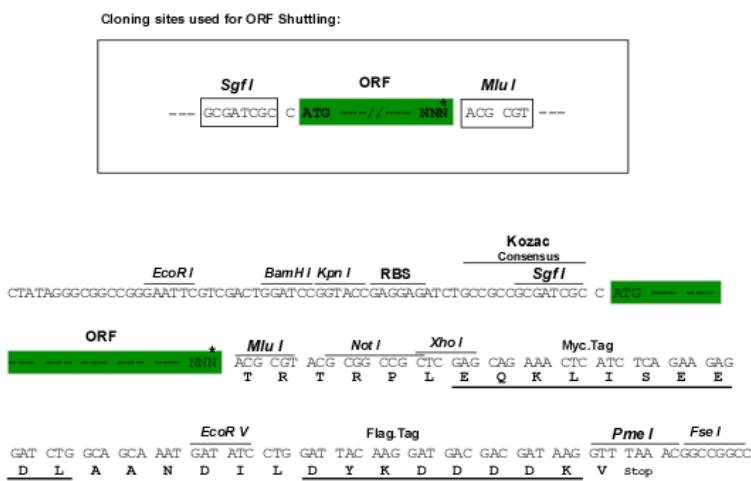 Cloning sites used for ORF Shuttling:
Sgf I ORF Mlu I
--- GCGATCGC C ATG ---//--- NNN* ACG CGT ---
Kozac
Consensus
EcoR I BamH I Kpn I RBS Sgf I
CTATAGGGCGGCCGGGAATTCGTCGACTGGATCCGGTACCGAGGAGATCTGCCGCCGCGATCGC C ATG --- ---
ORF Mlu I Not I Xho I Myc.Tag
--- --- --- --- --- --- NNN* ACG CGT ACG CGG CCG CTC GAG CAG AAA CTC ATC TCA GAA GAG
T R T R P L E Q K L I S E E
EcoR V Flag.Tag Pme I Fse I
GAT CTG GCA GCA AAT GAT ATC CTG GAT TAC AAG GAT GAC GAC GAT AAG GTT TAA ACGGCCGGCC
D L A A N D I L D Y K D D D D K V Stop